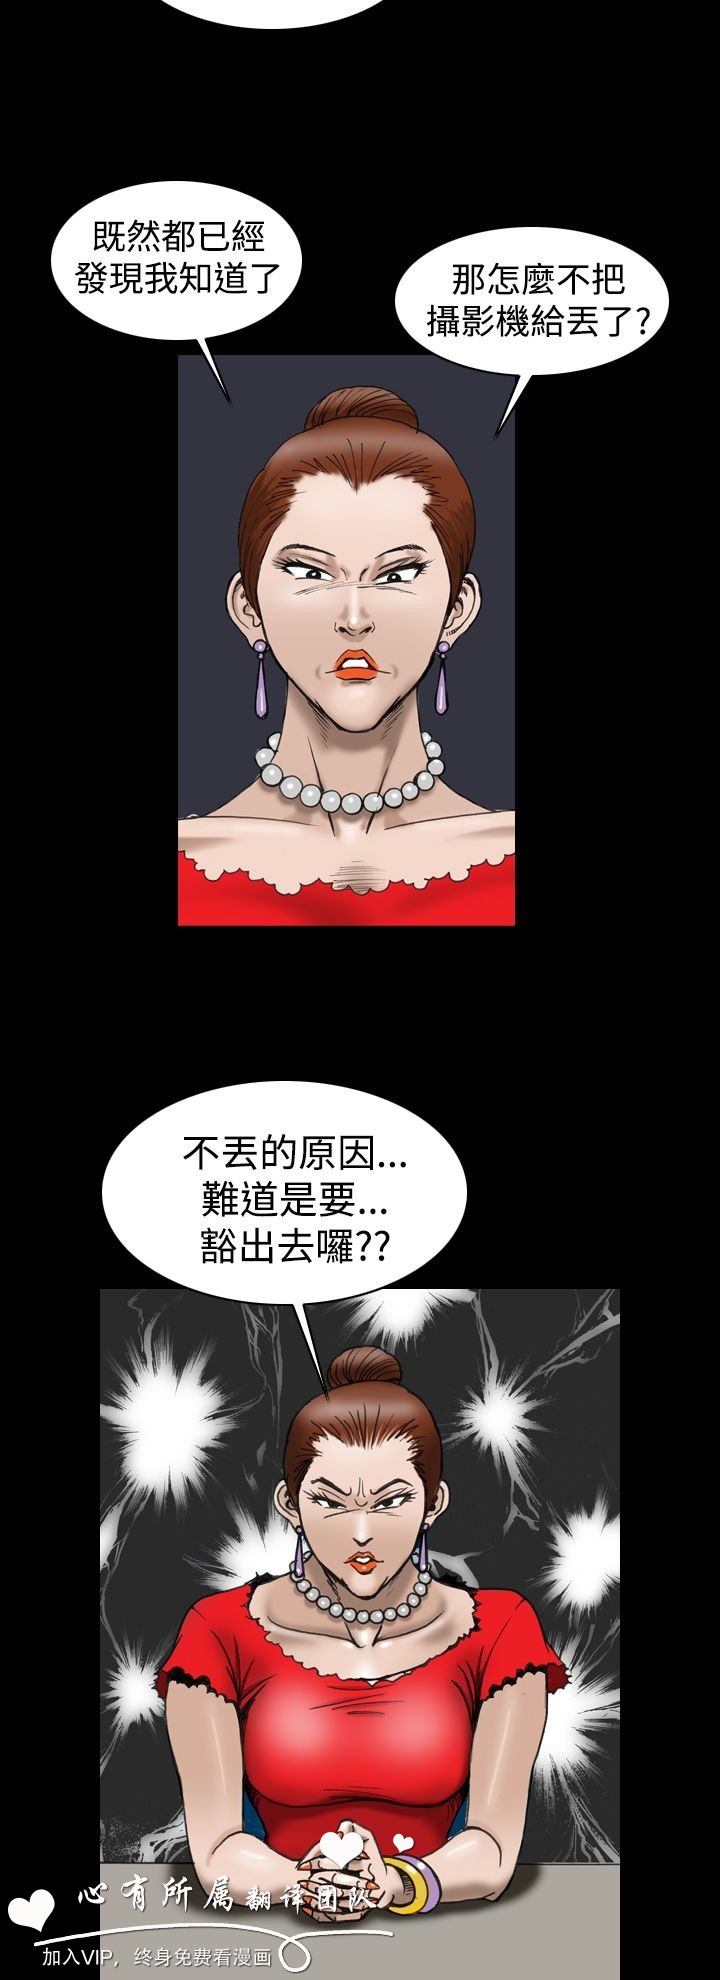 既然都已經
發現我知道了
那怎麼不把
攝影機給丟了?
不丟的原因...
難道是要...
豁出去囉??
心有所属翻译团队
加入VIP，终身免费看漫画